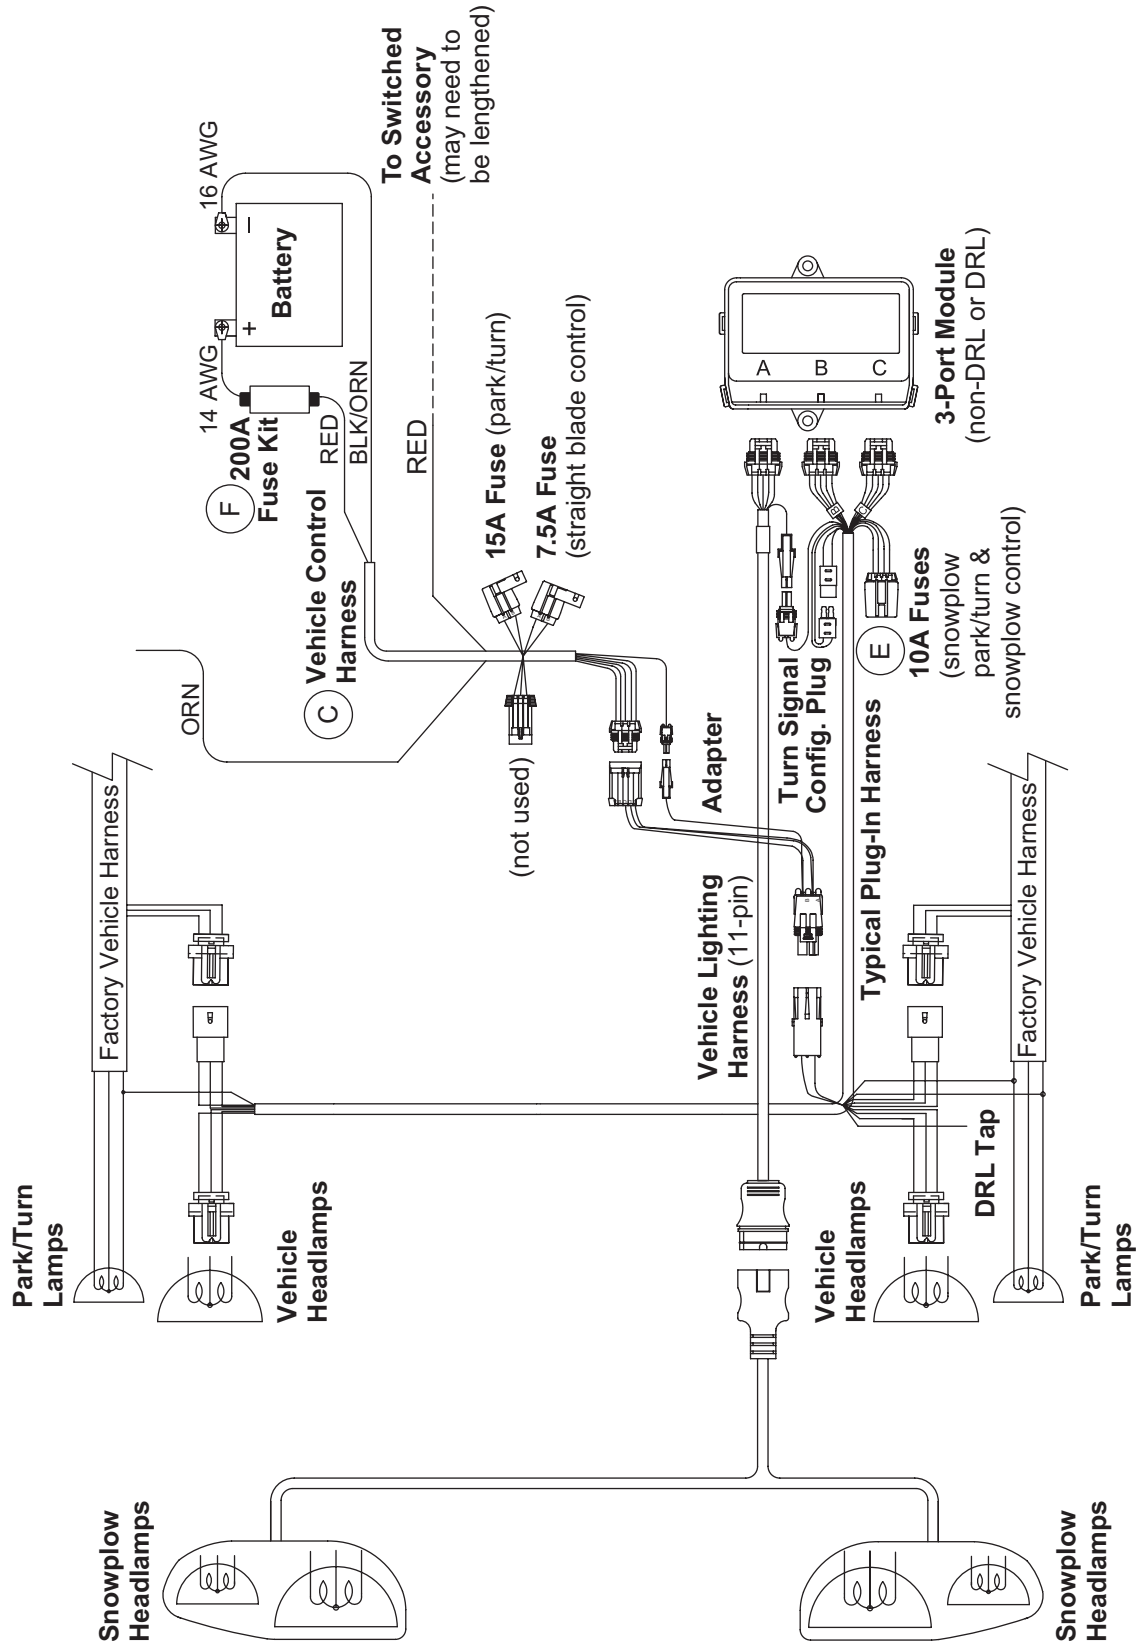 Snowplow
Headlamps
Park/Turn
Lamps
Vehicle
Headlamps
Factory Vehicle Harness
ORN
C
Vehicle Control
Harness
F
200A
Fuse Kit
14 AWG
16 AWG
+
−
Battery
RED
BLK/ORN
RED
To Switched
Accessory
(may need to
be lengthened)
15A Fuse (park/turn)
7.5A Fuse
(straight blade control)
(not used)
Adapter
Vehicle Lighting
Harness (11-pin)
Turn Signal
Config. Plug
Typical Plug-In Harness
A
B
C
3-Port Module
(non-DRL or DRL)
E
10A Fuses
(snowplow
park/turn &
snowplow control)
Vehicle
Headlamps
DRL Tap
Factory Vehicle Harness
Park/Turn
Lamps
Snowplow
Headlamps